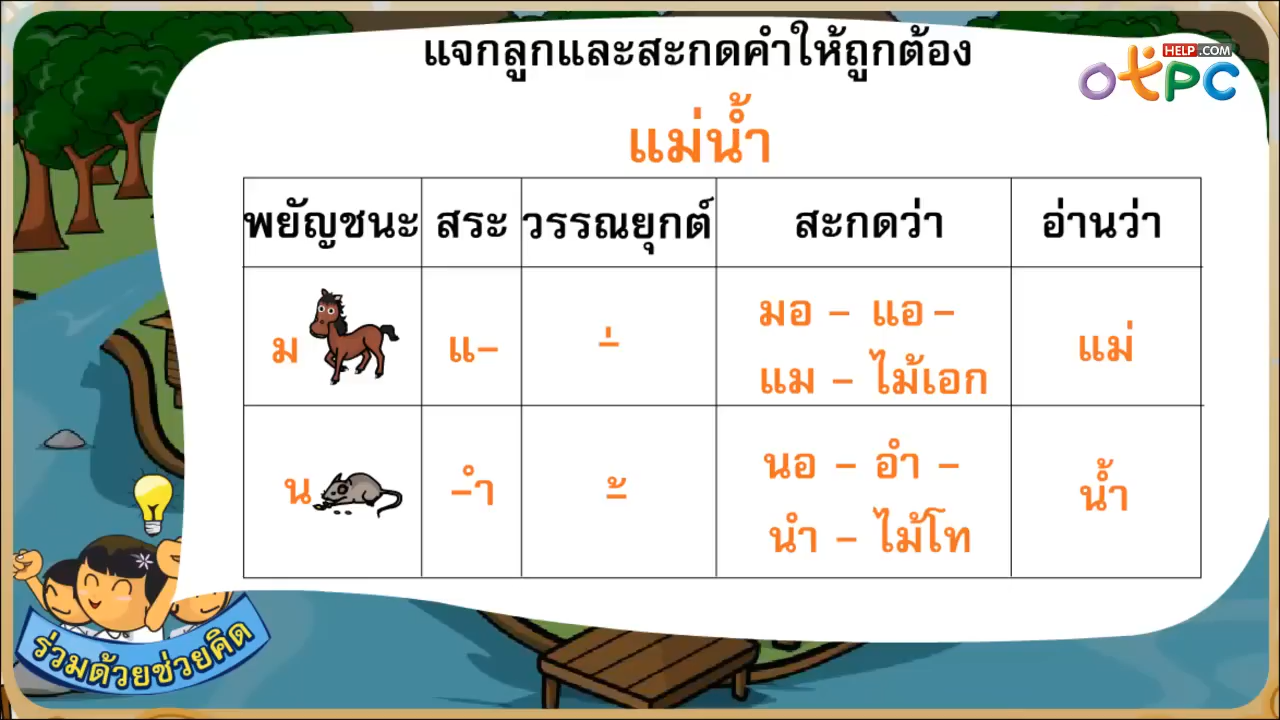 แจกลูกและสะกดคำให้ถูกต้อง
HELP.COM
OTPC
แม่น้ำ
พยัญชนะ สระ วรรณยุกต์ สะกดว่า อ่านว่า
ม แ– –่ มอ – แอ – แม่
แม – ไม้เอก
น –ำ –้ นอ – อำ – น้ำ
นำ – ไม้โท
ร่วมด้วยช่วยคิด